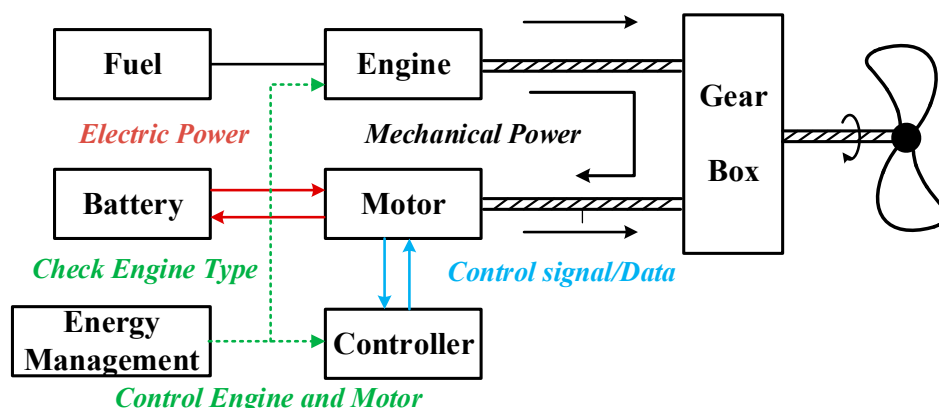 Fuel
Engine
Gear
Box
Electric Power
Mechanical Power
Battery
Motor
Check Engine Type
Control signal/Data
Energy
Management
Controller
Control Engine and Motor